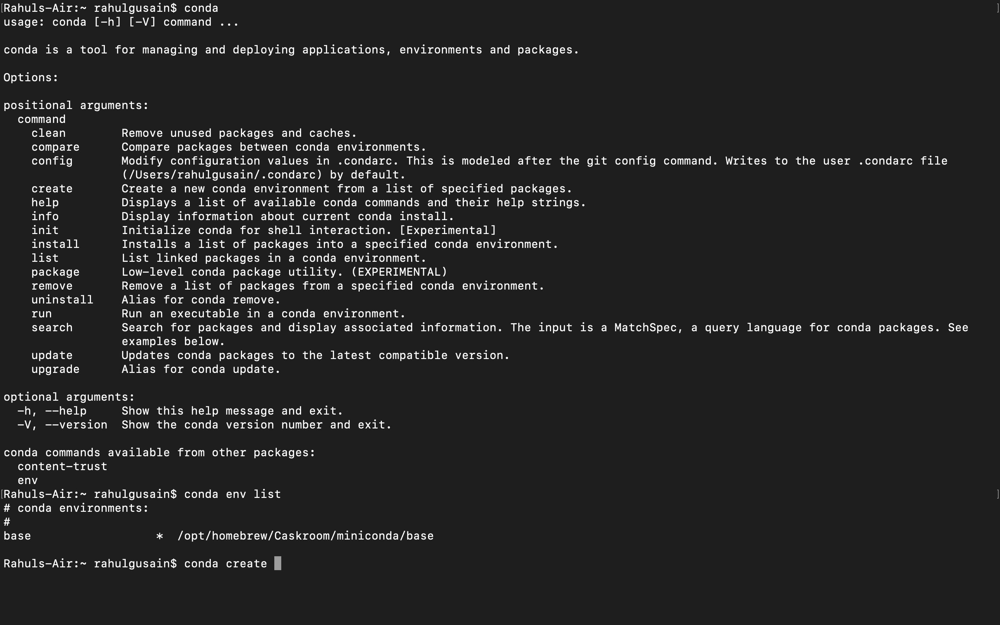 [Rahuls-Air:~ rahulgusain$ conda ]
usage: conda [-h] [-V] command ...
conda is a tool for managing and deploying applications, environments and packages.
Options:
positional arguments:
  command
    clean        Remove unused packages and caches.
    compare      Compare packages between conda environments.
    config       Modify configuration values in .condarc. This is modeled after the git config command. Writes to the user .condarc file
                 (/Users/rahulgusain/.condarc) by default.
    create       Create a new conda environment from a list of specified packages.
    help         Displays a list of available conda commands and their help strings.
    info         Display information about current conda install.
    init         Initialize conda for shell interaction. [Experimental]
    install      Installs a list of packages into a specified conda environment.
    list         List linked packages in a conda environment.
    package      Low-level conda package utility. (EXPERIMENTAL)
    remove       Remove a list of packages from a specified conda environment.
    uninstall    Alias for conda remove.
    run          Run an executable in a conda environment.
    search       Search for packages and display associated information. The input is a MatchSpec, a query language for conda packages. See
                 examples below.
    update       Updates conda packages to the latest compatible version.
    upgrade      Alias for conda update.
optional arguments:
  -h, --help     Show this help message and exit.
  -V, --version  Show the conda version number and exit.
conda commands available from other packages:
  content-trust
  env
[Rahuls-Air:~ rahulgusain$ conda env list ]
# conda environments:
#
base                  *  /opt/homebrew/Caskroom/miniconda/base
Rahuls-Air:~ rahulgusain$ conda create